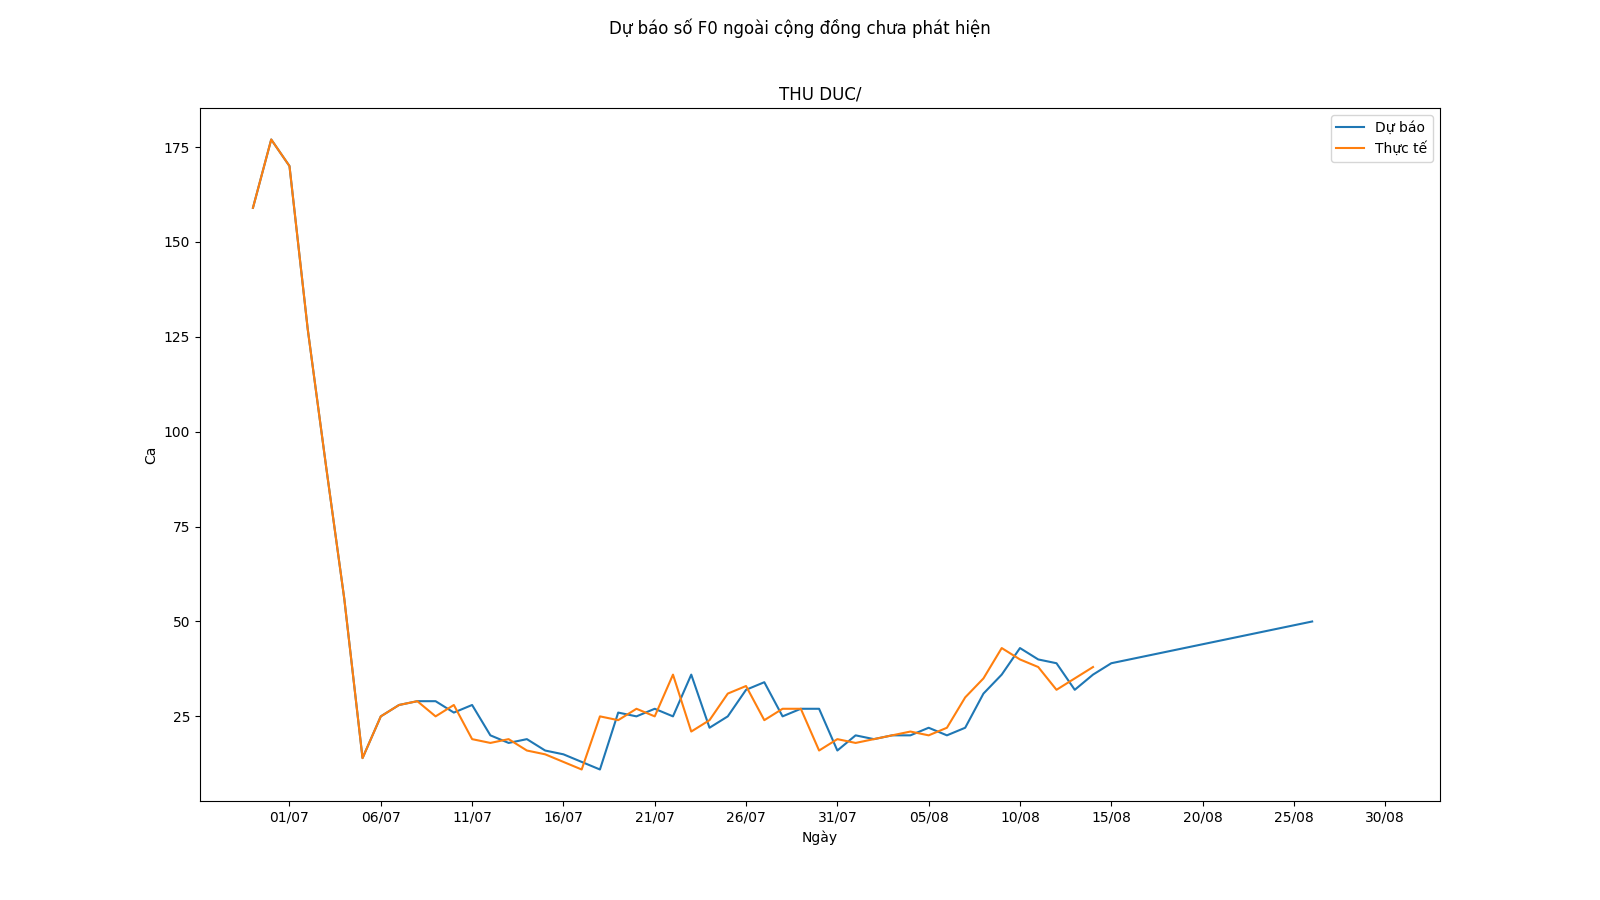 Dự báo số F0 ngoài cộng đồng chưa phát hiện
THU DUC/
Dự báo
Thực tế
175
150
125
100
75
50
25
Ca
01/07 06/07 11/07 16/07 21/07 26/07 31/07 05/08 10/08 15/08 20/08 25/08 30/08
Ngày